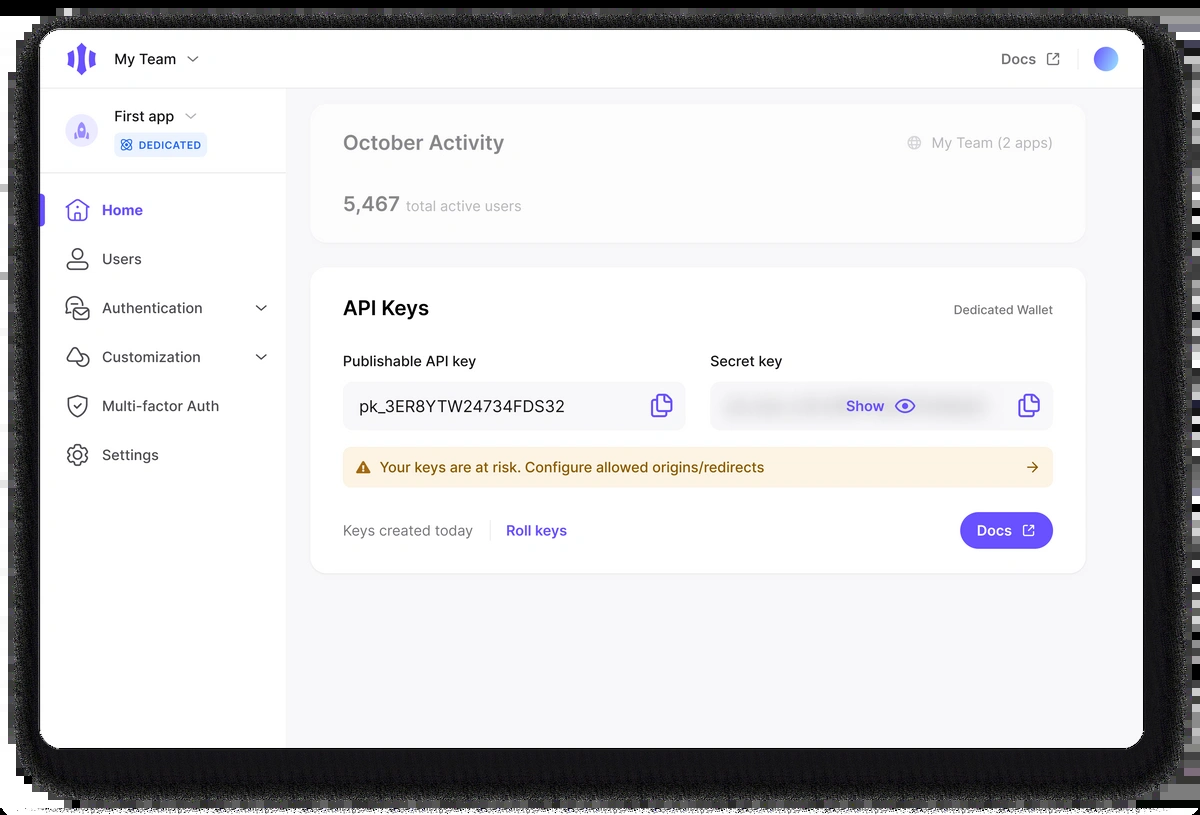 My Team
Docs
First app
DEDICATED
Home
Users
Authentication
Customization
Multi-factor Auth
Settings
October Activity
My Team (2 apps)
5,467 total active users
API Keys
Dedicated Wallet
Publishable API key
Secret key
pk_3ER8YTW24734FDS32
Show
Your keys are at risk. Configure allowed origins/redirects
Keys created today
Roll keys
Docs